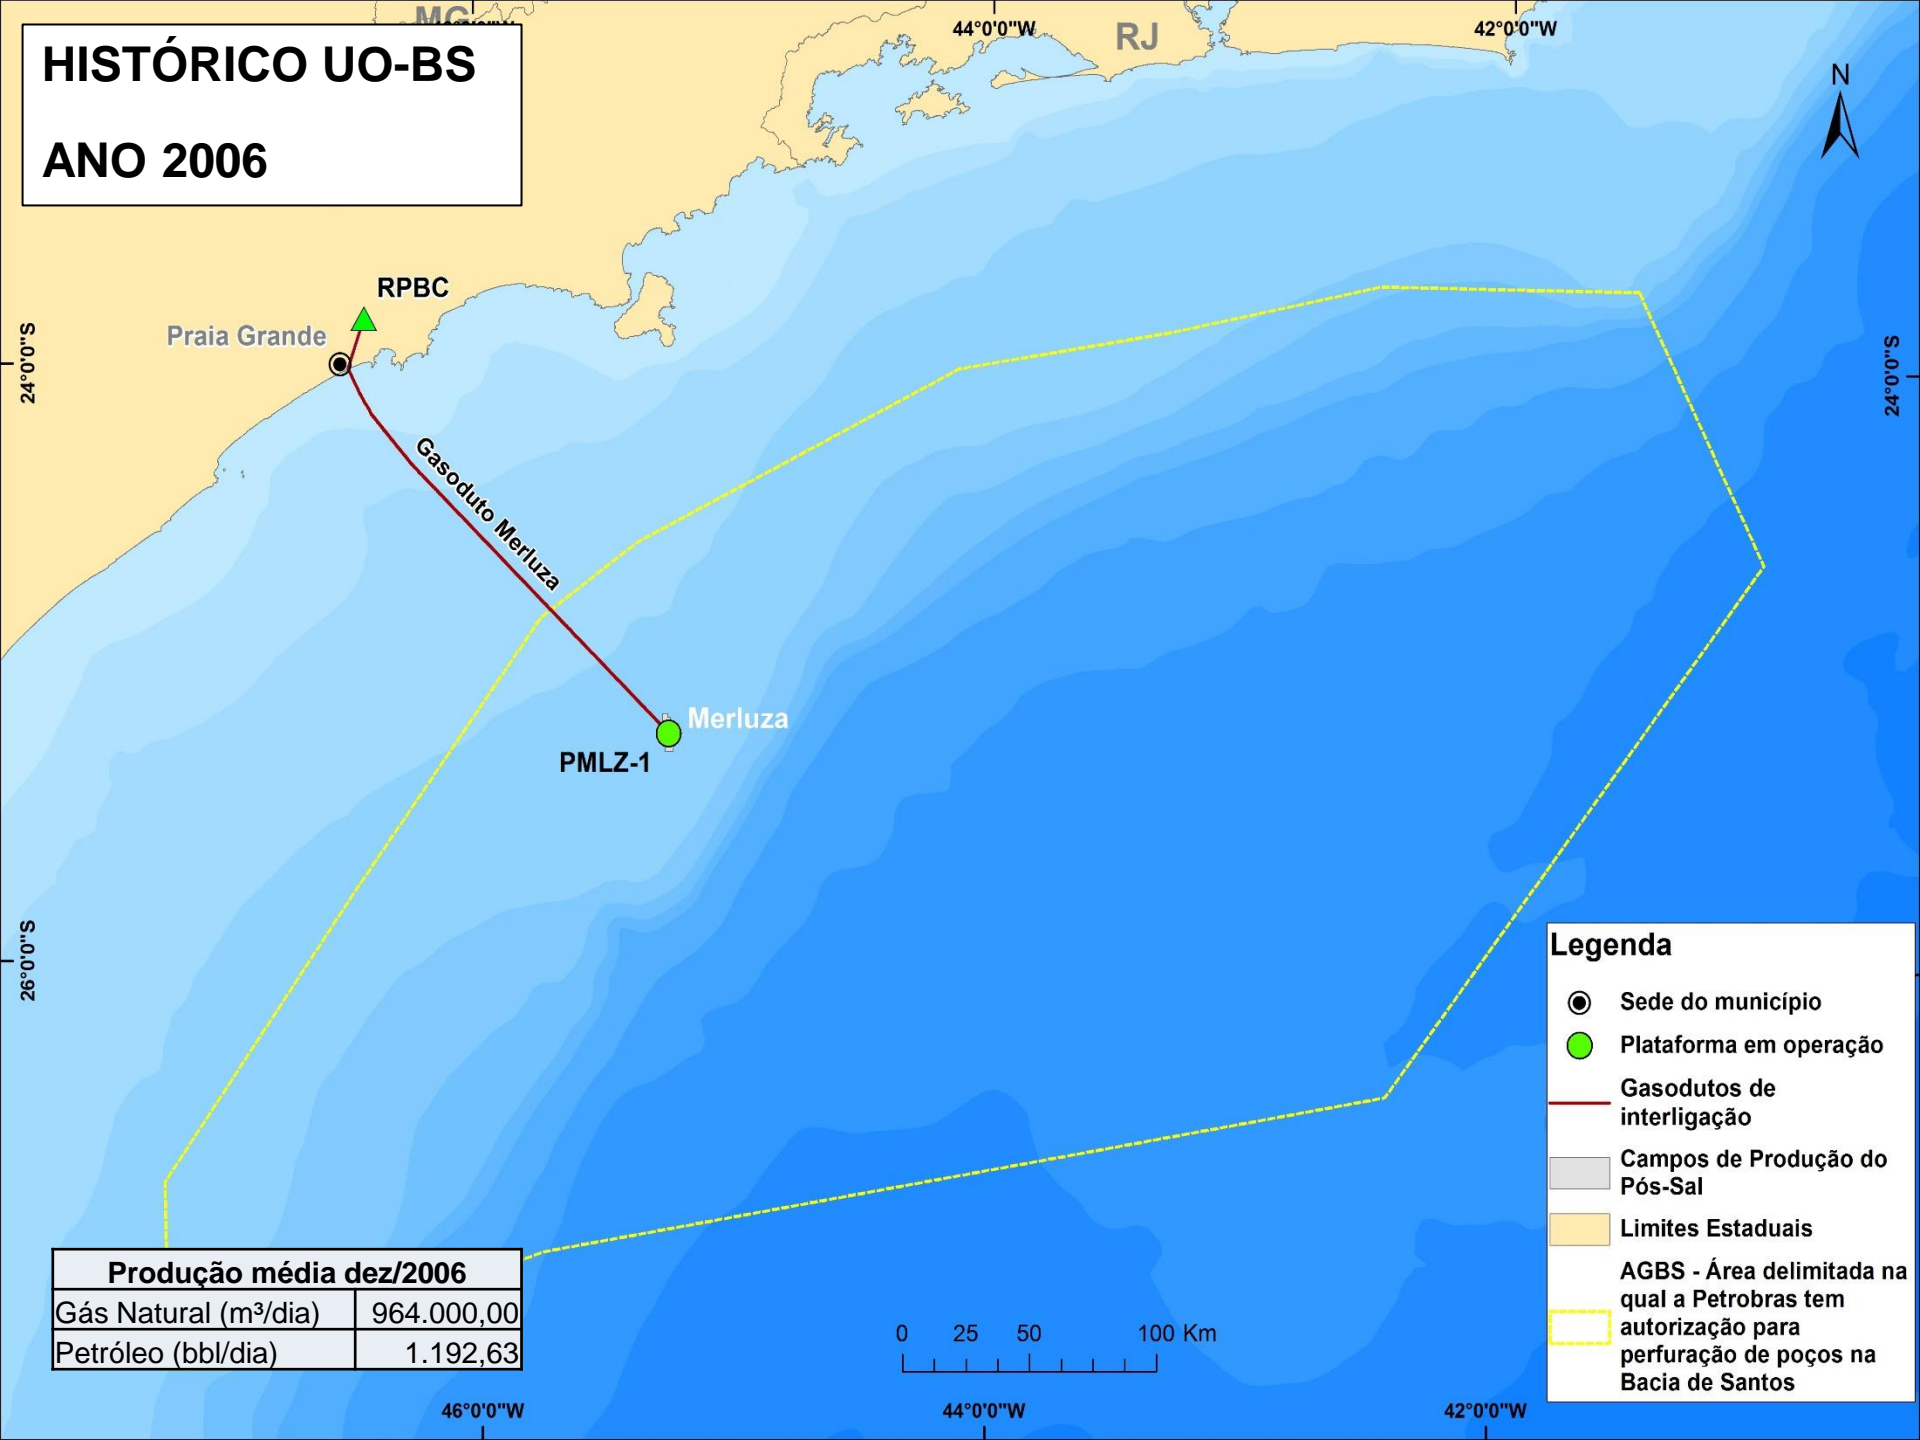 MG
44°0'0"W
RJ
42°0'0"W
HISTÓRICO UO-BS
ANO 2006
N
RPBC
Praia Grande
24°0'0"S
24°0'0"S
Gasoduto Merluza
Merluza
PMLZ-1
26°0'0"S
Legenda
Sede do município
Plataforma em operação
Gasodutos de
interligação
Campos de Produção do
Pós-Sal
Limites Estaduais
AGBS - Área delimitada na
qual a Petrobras tem
autorização para
perfuração de poços na
Bacia de Santos
Produção média dez/2006
Gás Natural (m³/dia) 964.000,00
Petróleo (bbl/dia) 1.192,63
0 25 50 100 Km
46°0'0"W
44°0'0"W
42°0'0"W